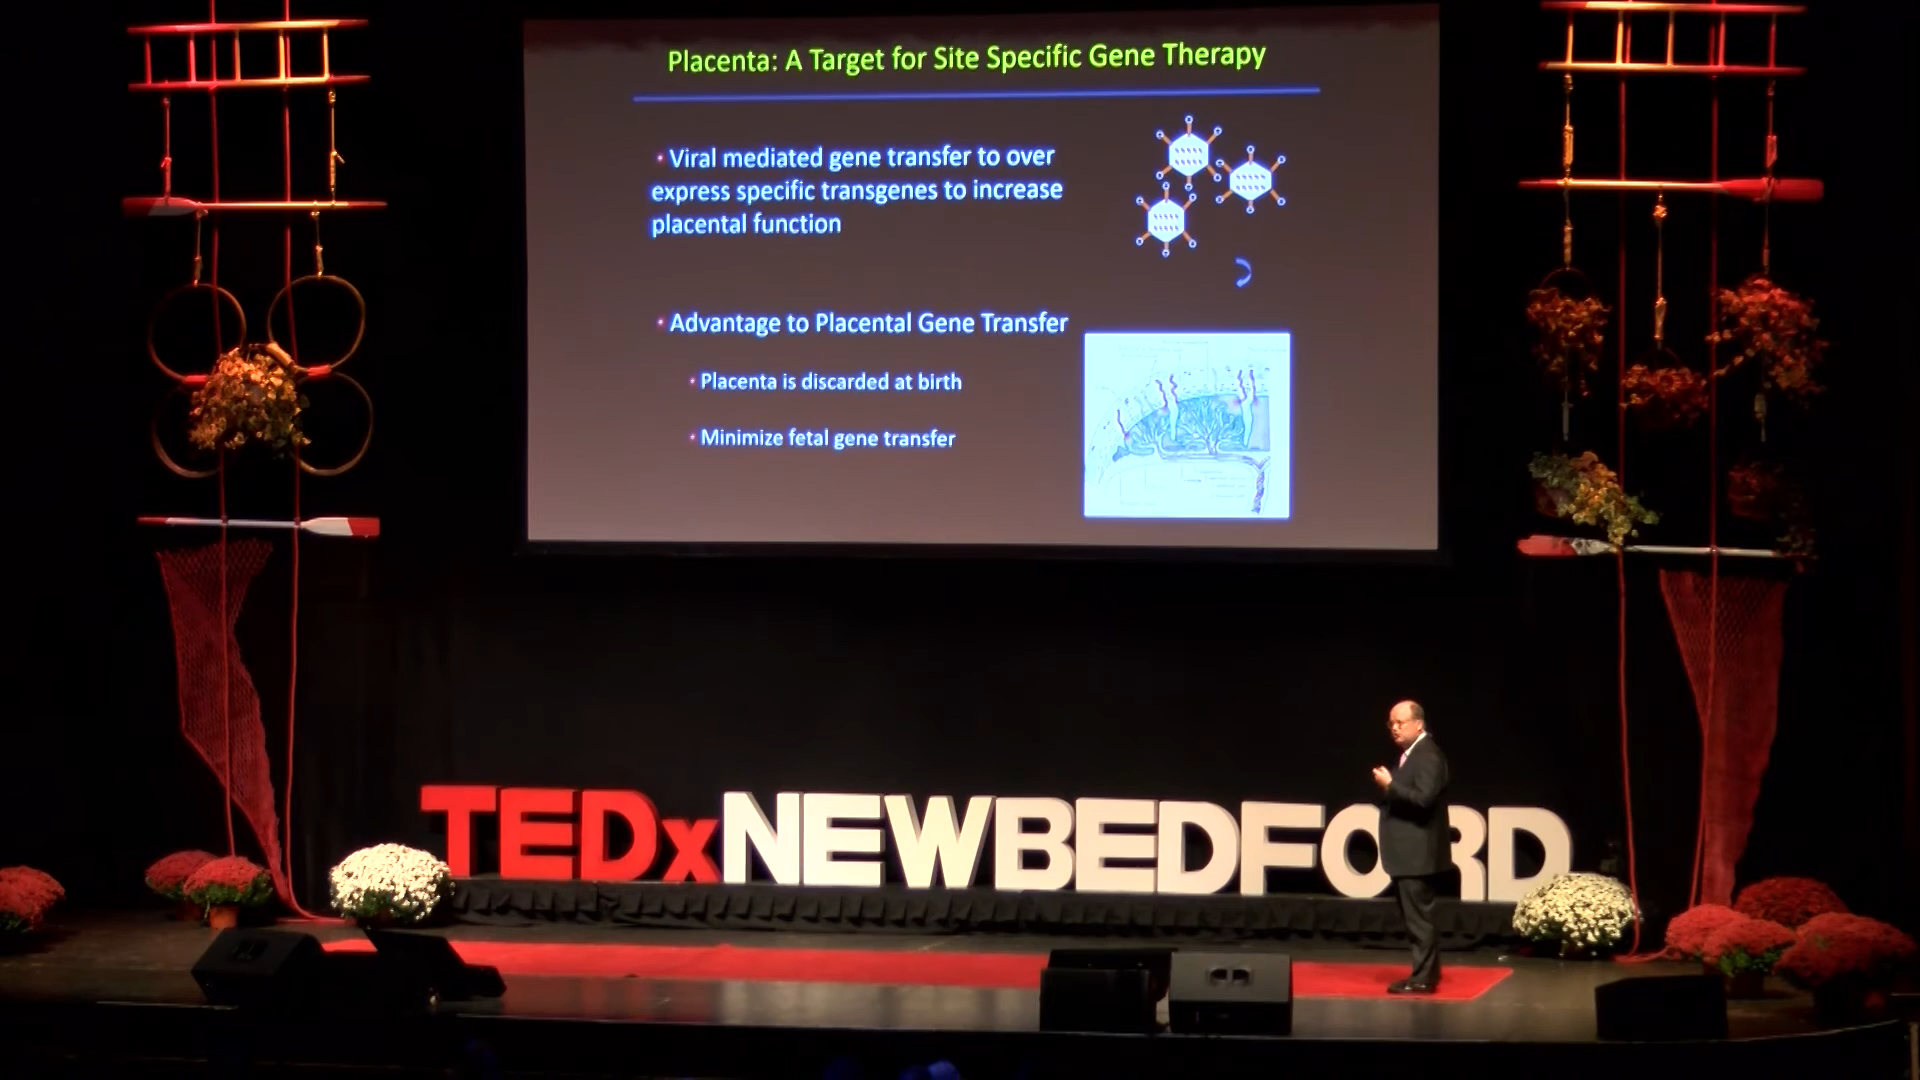 Placenta: A Target for Site Specific Gene Therapy
• Viral mediated gene transfer to over
express specific transgenes to increase
placental function
• Advantage to Placental Gene Transfer
• Placenta is discarded at birth
• Minimize fetal gene transfer
TEDxNEWBEDFORD